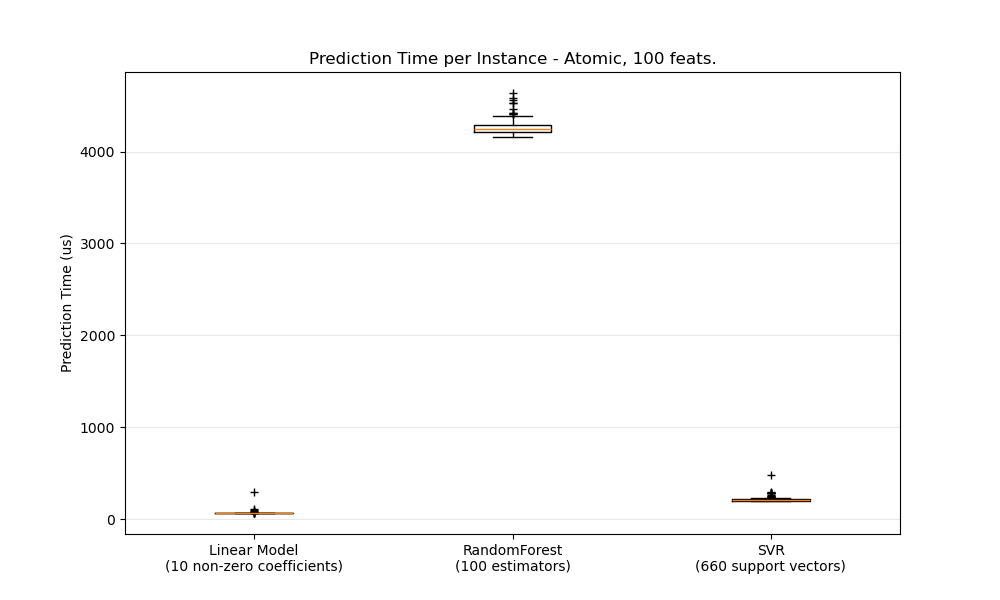 Prediction Time per Instance - Atomic, 100 feats.
Prediction Time (us)
4000
3000
2000
1000
0
Linear Model
(10 non-zero coefficients)
RandomForest
(100 estimators)
SVR
(660 support vectors)